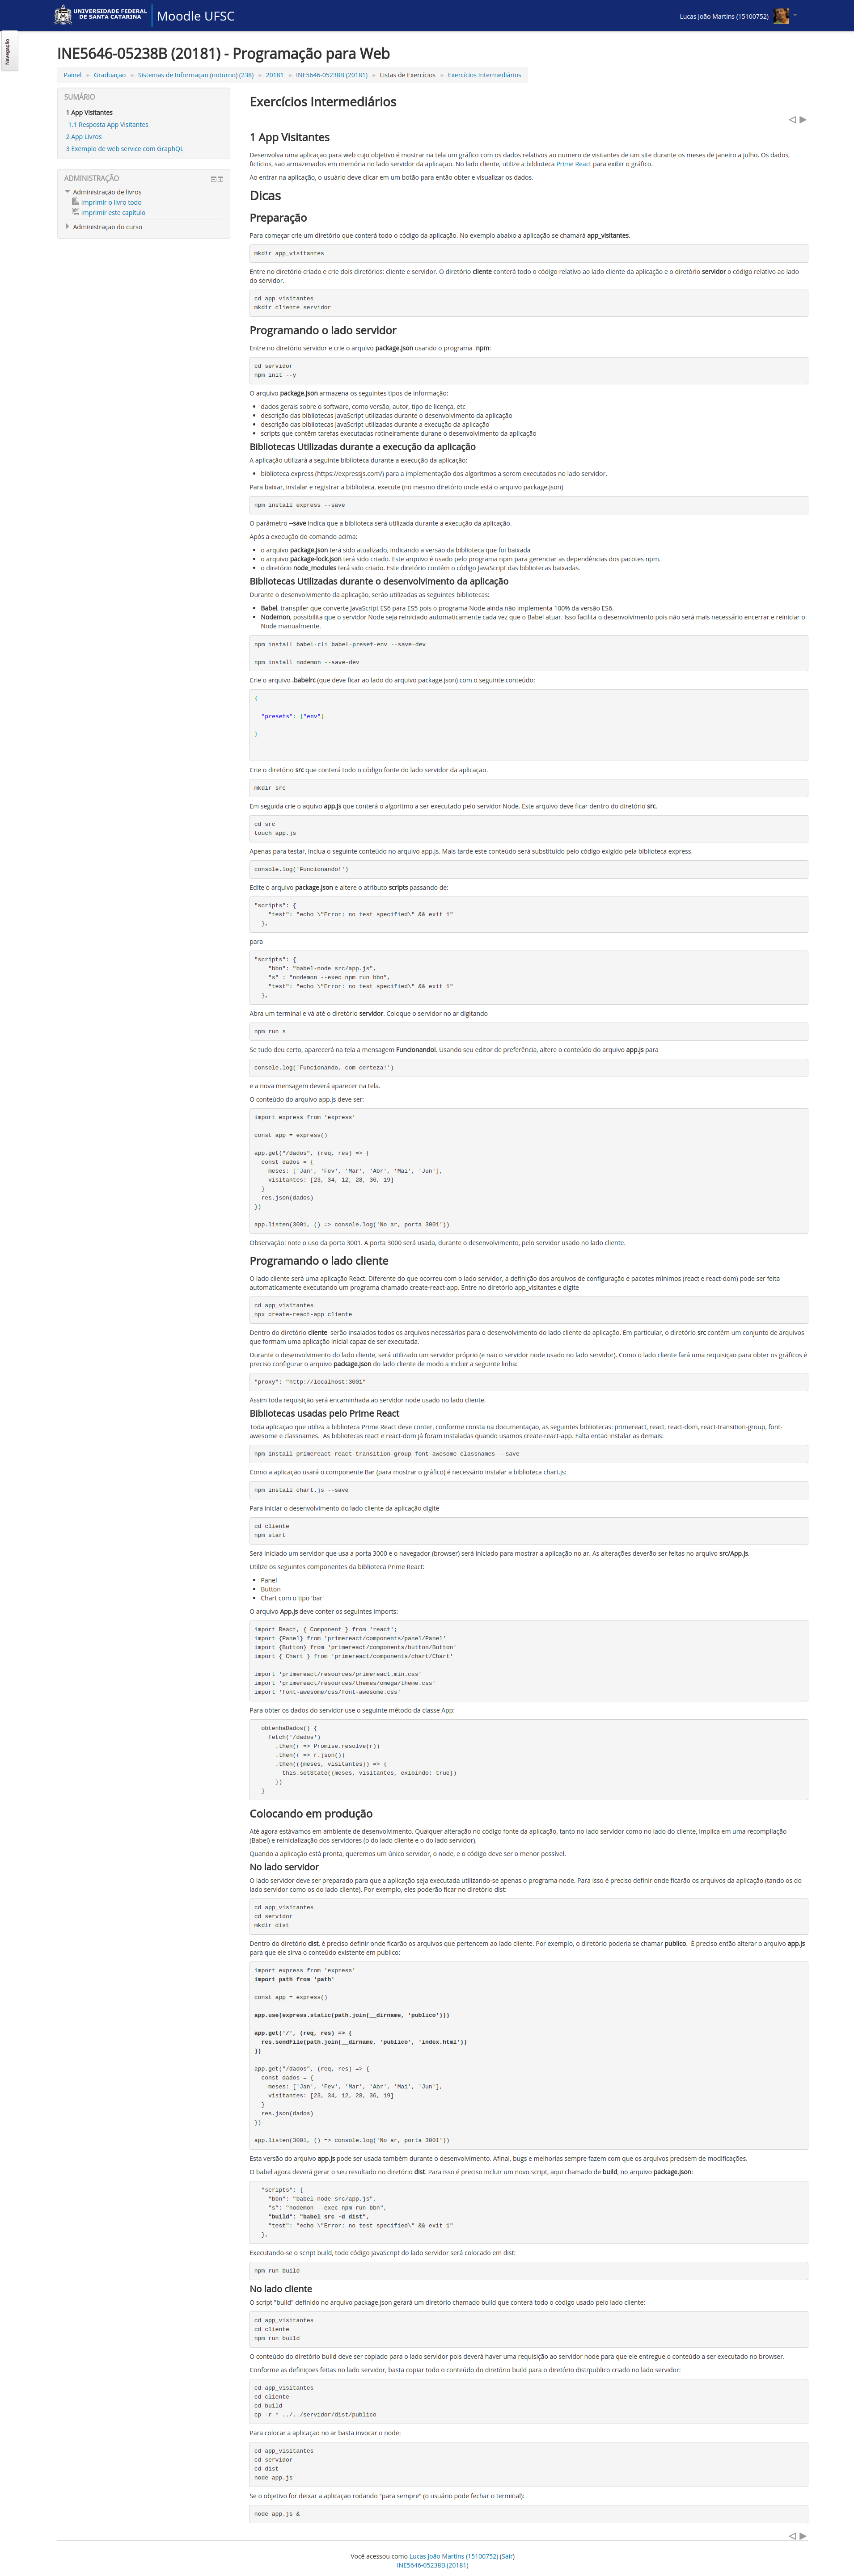 UNIVERSIDADE FEDERAL
DE SANTA CATARINA
Moodle UFSC
Lucas João Martins (15100752)
Navegação
INE5646-05238B (20181) - Programação para Web
Painel » Graduação » Sistemas de Informação (noturno) (238) » 20181 » INE5646-05238B (20181) » Listas de Exercícios » Exercícios Intermediários
SUMÁRIO
1 App Visitantes
1.1 Resposta App Visitantes
2 App Livros
3 Exemplo de web service com GraphQL
ADMINISTRAÇÃO
Administração de livros
Imprimir o livro todo
Imprimir este capítulo
Administração do curso
Exercícios Intermediários
1 App Visitantes
Desenvolva uma aplicação para web cujo objetivo é mostrar na tela um gráfico com os dados relativos ao numero de visitantes de um site durante os meses de janeiro a julho. Os dados,
fictícios, são armazenados em memória no lado servidor da aplicação. No lado cliente, utilize a biblioteca Prime React para exibir o gráfico.
Ao entrar na aplicação, o usuário deve clicar em um botão para então obter e visualizar os dados.
Dicas
Preparação
Para começar crie um diretório que conterá todo o código da aplicação. No exemplo abaixo a aplicação se chamará app_visitantes.
mkdir app_visitantes
Entre no diretório criado e crie dois diretórios: cliente e servidor. O diretório cliente conterá todo o código relativo ao lado cliente da aplicação e o diretório servidor o código relativo ao lado
do servidor.
cd app_visitantes
mkdir cliente servidor
Programando o lado servidor
Entre no diretório servidor e crie o arquivo package.json usando o programa npm:
cd servidor
npm init --y
O arquivo package.json armazena os seguintes tipos de informação:
• dados gerais sobre o software, como versão, autor, tipo de licença, etc
• descrição das bibliotecas JavaScript utilizadas durante o desenvolvimento da aplicação
• descrição das bibliotecas JavaScript utilizadas durante a execução da aplicação
• scripts que contêm tarefas executadas rotineiramente durane o desenvolvimento da aplicação
Bibliotecas Utilizadas durante a execução da aplicação
A aplicação utilizará a seguinte biblioteca durante a execução da aplicação:
• biblioteca express (https://expressjs.com/) para a implementação dos algoritmos a serem executados no lado servidor.
Para baixar, instalar e registrar a biblioteca, execute (no mesmo diretório onde está o arquivo package.json)
npm install express --save
O parâmetro --save indica que a biblioteca será utilizada durante a execução da aplicação.
Após a execução do comando acima:
• o arquivo package.json terá sido atualizado, indicando a versão da biblioteca que foi baixada
• o arquivo package-lock.json terá sido criado. Este arquivo é usado pelo programa npm para gerenciar as dependências dos pacotes npm.
• o diretório node_modules terá sido criado. Este diretório contém o código JavaScript das bibliotecas baixadas.
Bibliotecas Utilizadas durante o desenvolvimento da aplicação
Durante o desenvolvimento da aplicação, serão utilizadas as seguintes bibliotecas:
• Babel, transpiler que converte JavaScript ES6 para ES5 pois o programa Node ainda não implementa 100% da versão ES6.
• Nodemon, possibilita que o servidor Node seja reiniciado automaticamente cada vez que o Babel atuar. Isso facilita o desenvolvimento pois não será mais necessário encerrar e reiniciar o
Node manualmente.
npm install babel-cli babel-preset-env --save-dev
npm install nodemon --save-dev
Crie o arquivo .babelrc (que deve ficar ao lado do arquivo package.json) com o seguinte conteúdo:
{
"presets": ["env"]
}
Crie o diretório src que conterá todo o código fonte do lado servidor da aplicação.
mkdir src
Em seguida crie o aquivo app.js que conterá o algoritmo a ser executado pelo servidor Node. Este arquivo deve ficar dentro do diretório src.
cd src
touch app.js
Apenas para testar, inclua o seguinte conteúdo no arquivo app.js. Mais tarde este conteúdo será substituído pelo código exigido pela biblioteca express.
console.log('Funcionando!')
Edite o arquivo package.json e altere o atributo scripts passando de:
"scripts": {
"test": "echo \"Error: no test specified\" && exit 1"
},
para
"scripts": {
"bbn": "babel-node src/app.js",
"s" : "nodemon --exec npm run bbn",
"test": "echo \"Error: no test specified\" && exit 1"
},
Abra um terminal e vá até o diretório servidor. Coloque o servidor no ar digitando
npm run s
Se tudo deu certo, aparecerá na tela a mensagem Funcionando!. Usando seu editor de preferência, altere o conteúdo do arquivo app.js para
console.log('Funcionando, com certeza!')
e a nova mensagem deverá aparecer na tela.
O conteúdo do arquivo app.js deve ser:
import express from 'express'
const app = express()
app.get("/dados", (req, res) => {
const dados = {
meses: ['Jan', 'Fev', 'Mar', 'Abr', 'Mai', 'Jun'],
visitantes: [23, 34, 12, 28, 36, 19]
}
res.json(dados)
})
app.listen(3001, () => console.log('No ar, porta 3001'))
Observação: note o uso da porta 3001. A porta 3000 será usada, durante o desenvolvimento, pelo servidor usado no lado cliente.
Programando o lado cliente
O lado cliente será uma aplicação React. Diferente do que ocorreu com o lado servidor, a definição dos arquivos de configuração e pacotes mínimos (react e react-dom) pode ser feita
automaticamente executando um programa chamado create-react-app. Entre no diretório app_visitantes e digite
cd app_visitantes
npx create-react-app cliente
Dentro do diretório cliente serão insalados todos os arquivos necessários para o desenvolvimento do lado cliente da aplicação. Em particular, o diretório src contém um conjunto de arquivos
que formam uma aplicação inicial capaz de ser executada.
Durante o desenvolvimento do lado cliente, será utilizado um servidor próprio (e não o servidor node usado no lado servidor). Como o lado cliente fará uma requisição para obter os gráficos é
preciso configurar o arquivo package.json do lado cliente de modo a incluir a seguinte linha:
"proxy": "http://localhost:3001"
Assim toda requisição será encaminhada ao servidor node usado no lado cliente.
Bibliotecas usadas pelo Prime React
Toda aplicação que utiliza a biblioteca Prime React deve conter, conforme consta na documentação, as seguintes bibliotecas: primereact, react, react-dom, react-transition-group, font-
awesome e classnames. As bibliotecas react e react-dom já foram instaladas quando usamos create-react-app. Falta então instalar as demais:
npm install primereact react-transition-group font-awesome classnames --save
Como a aplicação usará o componente Bar (para mostrar o gráfico) é necessário instalar a biblioteca chart.js:
npm install chart.js --save
Para iniciar o desenvolvimento do lado cliente da aplicação digite
cd cliente
npm start
Será iniciado um servidor que usa a porta 3000 e o navegador (browser) será iniciado para mostrar a aplicação no ar. As alterações deverão ser feitas no arquivo src/App.js.
Utilize os seguintes componentes da biblioteca Prime React:
• Panel
• Button
• Chart com o tipo 'bar'
O arquivo App.js deve conter os seguintes imports:
import React, { Component } from 'react';
import {Panel} from 'primereact/components/panel/Panel'
import {Button} from 'primereact/components/button/Button'
import { Chart } from 'primereact/components/chart/Chart'
import 'primereact/resources/primereact.min.css'
import 'primereact/resources/themes/omega/theme.css'
import 'font-awesome/css/font-awesome.css'
Para obter os dados do servidor use o seguinte método da classe App:
obtenhaDados() {
fetch('/dados')
.then(r => Promise.resolve(r))
.then(r => r.json())
.then(({meses, visitantes}) => {
this.setState({meses, visitantes, exibindo: true})
})
}
Colocando em produção
Até agora estávamos em ambiente de desenvolvimento. Qualquer alteração no código fonte da aplicação, tanto no lado servidor como no lado do cliente, implica em uma recompilação
(Babel) e reinicialização dos servidores (o do lado cliente e o do lado servidor).
Quando a aplicação está pronta, queremos um único servidor, o node, e o código deve ser o menor possível.
No lado servidor
O lado servidor deve ser preparado para que a aplicação seja executada utilizando-se apenas o programa node. Para isso é preciso definir onde ficarão os arquivos da aplicação (tando os do
lado servidor como os do lado cliente). Por exemplo, eles poderão ficar no diretório dist:
cd app_visitantes
cd servidor
mkdir dist
Dentro do diretório dist, é preciso definir onde ficarão os arquivos que pertencem ao lado cliente. Por exemplo, o diretório poderia se chamar publico. É preciso então alterar o arquivo app.js
para que ele sirva o conteúdo existente em publico:
import express from 'express'
import path from 'path'
const app = express()
app.use(express.static(path.join(__dirname, 'publico')))
app.get('/', (req, res) => {
res.sendFile(path.join(__dirname, 'publico', 'index.html'))
})
app.get("/dados", (req, res) => {
const dados = {
meses: ['Jan', 'Fev', 'Mar', 'Abr', 'Mai', 'Jun'],
visitantes: [23, 34, 12, 28, 36, 19]
}
res.json(dados)
})
app.listen(3001, () => console.log('No ar, porta 3001'))
Esta versão do arquivo app.js pode ser usada também durante o desenvolvimento. Afinal, bugs e melhorias sempre fazem com que os arquivos precisem de modificações.
O babel agora deverá gerar o seu resultado no diretório dist. Para isso é preciso incluir um novo script, aqui chamado de build, no arquivo package.json:
"scripts": {
"bbn": "babel-node src/app.js",
"s": "nodemon --exec npm run bbn",
"build": "babel src -d dist",
"test": "echo \"Error: no test specified\" && exit 1"
},
Executando-se o script build, todo código JavaScript do lado servidor será colocado em dist:
npm run build
No lado cliente
O script "build" definido no arquivo package.json gerará um diretório chamado build que conterá todo o código usado pelo lado cliente:
cd app_visitantes
cd cliente
npm run build
O conteúdo do diretório build deve ser copiado para o lado servidor pois deverá haver uma requisição ao servidor node para que ele entregue o conteúdo a ser executado no browser.
Conforme as definições feitas no lado servidor, basta copiar todo o conteúdo do diretório build para o diretório dist/publico criado no lado servidor:
cd app_visitantes
cd cliente
cd build
cp -r * ../../servidor/dist/publico
Para colocar a aplicação no ar basta invocar o node:
cd app_visitantes
cd servidor
cd dist
node app.js
Se o objetivo for deixar a aplicação rodando "para sempre" (o usuário pode fechar o terminal):
node app.js &
Você acessou como Lucas João Martins (15100752) (Sair)
INE5646-05238B (20181)